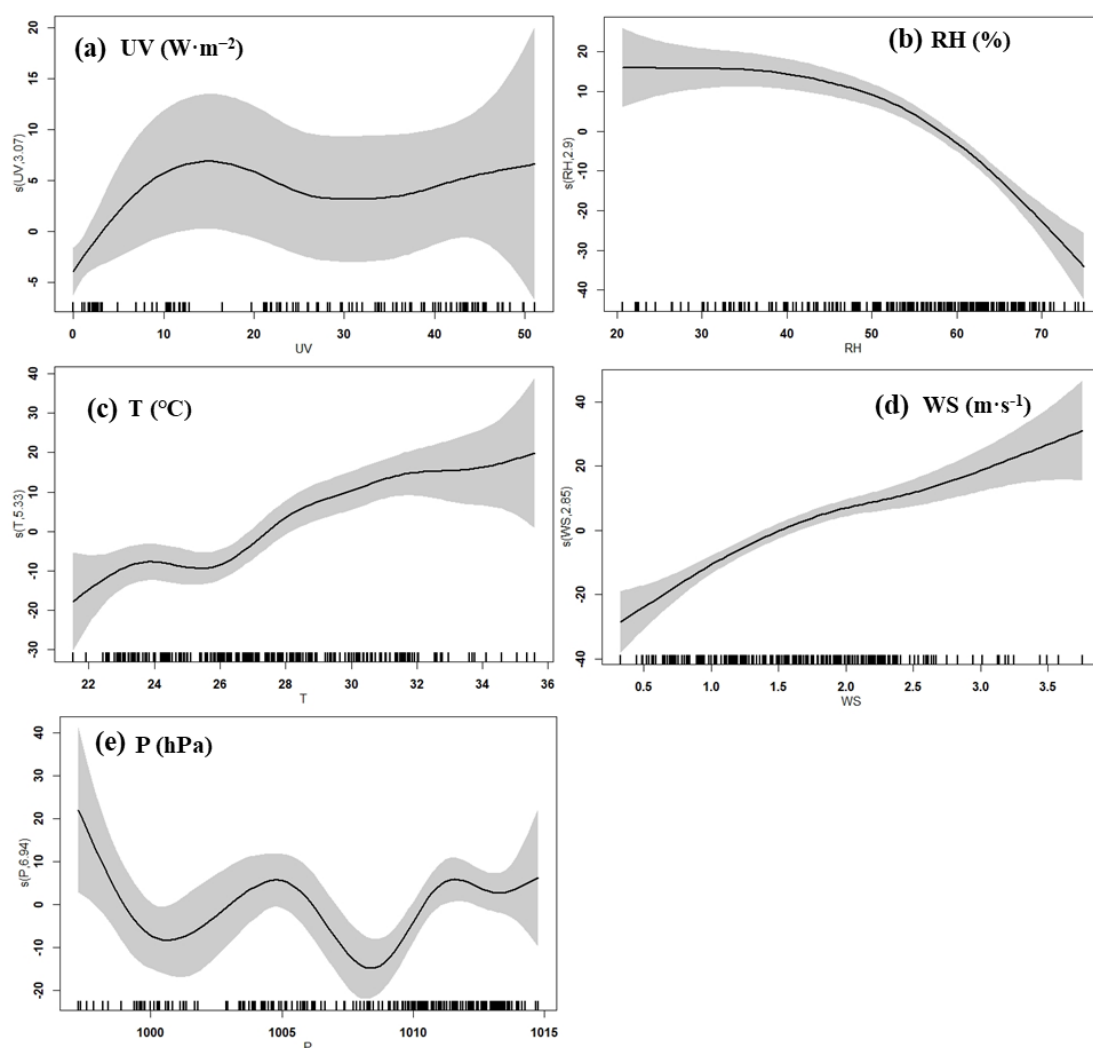 (a) UV (W·m⁻²)
s(UV,3.07)
20
15
10
5
0
-5
0 10 20 30 40 50
UV
(b) RH (%)
s(RH,2.9)
20
10
0
-10
-20
-30
-40
20 30 40 50 60 70
RH
(c) T (°C)
s(T,5.33)
40
30
20
10
0
-10
-20
-30
22 24 26 28 30 32 34 36
T
(d) WS (m·s⁻¹)
s(WS,2.85)
40
20
0
-20
-40
0.5 1.0 1.5 2.0 2.5 3.0 3.5
WS
(e) P (hPa)
s(P,6.94)
40
30
20
10
0
-10
-20
1000 1005 1010 1015
P